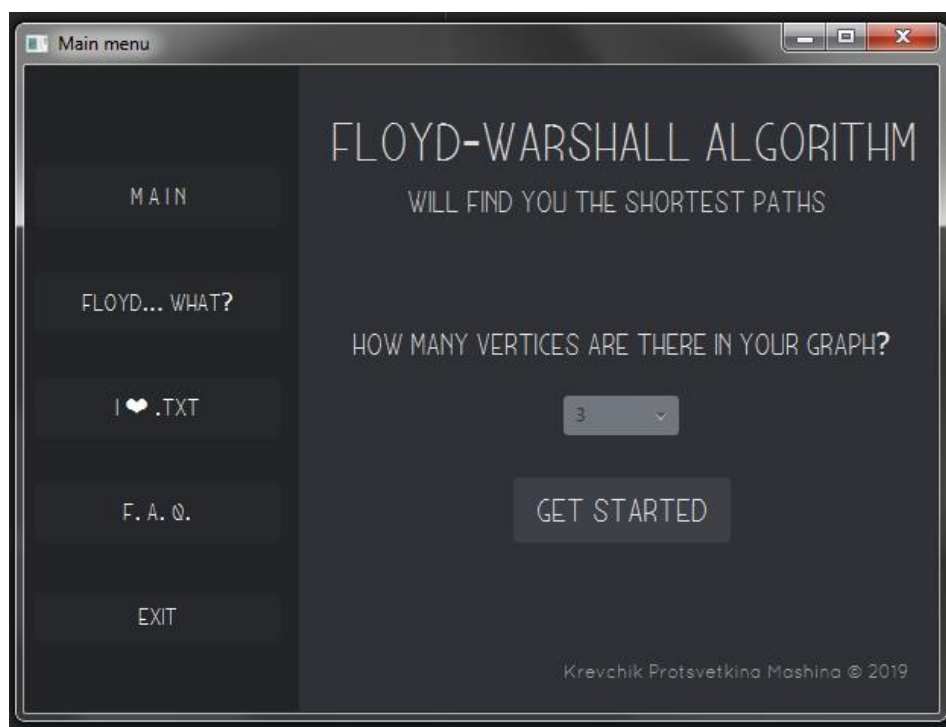 Main menu
MAIN
FLOYD... WHAT?
I ❤ .TXT
F. A. Q.
EXIT
FLOYD-WARSHALL ALGORITHM
WILL FIND YOU THE SHORTEST PATHS
HOW MANY VERTICES ARE THERE IN YOUR GRAPH?
3
GET STARTED
Krevchik Protsvetkina Mashina © 2019